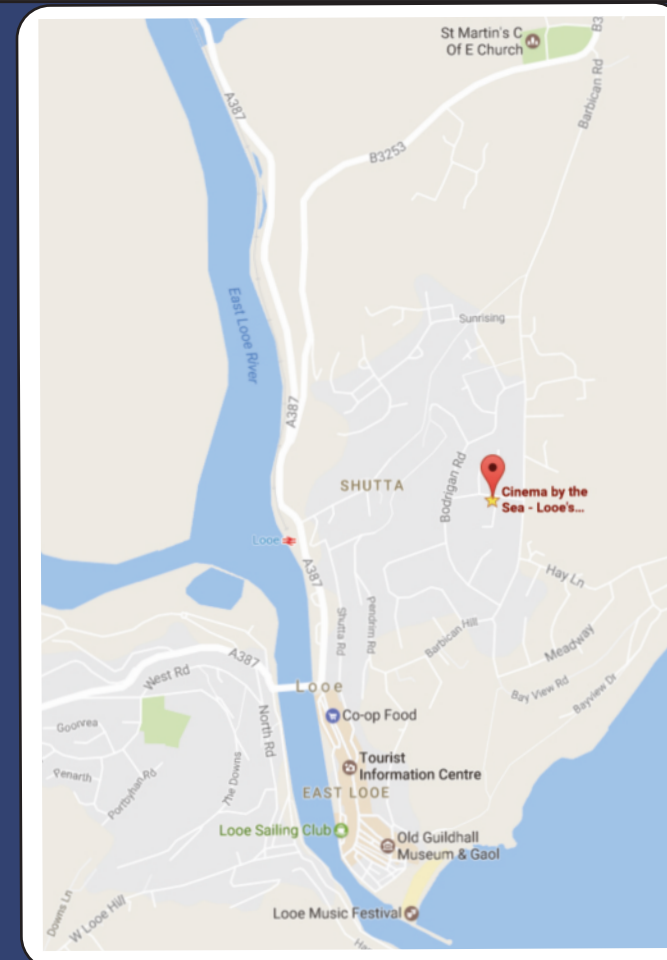 St Martin's C
Of E Church
B3
A387
Barbican Rd
B3253
East Looe River
Sunrising
A387
Bodrigan Rd
SHUTTA
Cinema by the
Sea - Looe's...
Looe
A387
Hay Ln
Shutta Rd
Pendrim Rd
Barbican Hill
Meadway
A387
West Rd
Looe
Bay View Rd
Bayview Dr
North Rd
Co-op Food
Goonrea
The Downs
Tourist
Information Centre
Penarth
Portbyhan Rd
EAST LOOE
Looe Sailing Club
Old Guildhall
Museum & Gaol
Downs Ln
W Looe Hill
Looe Music Festival